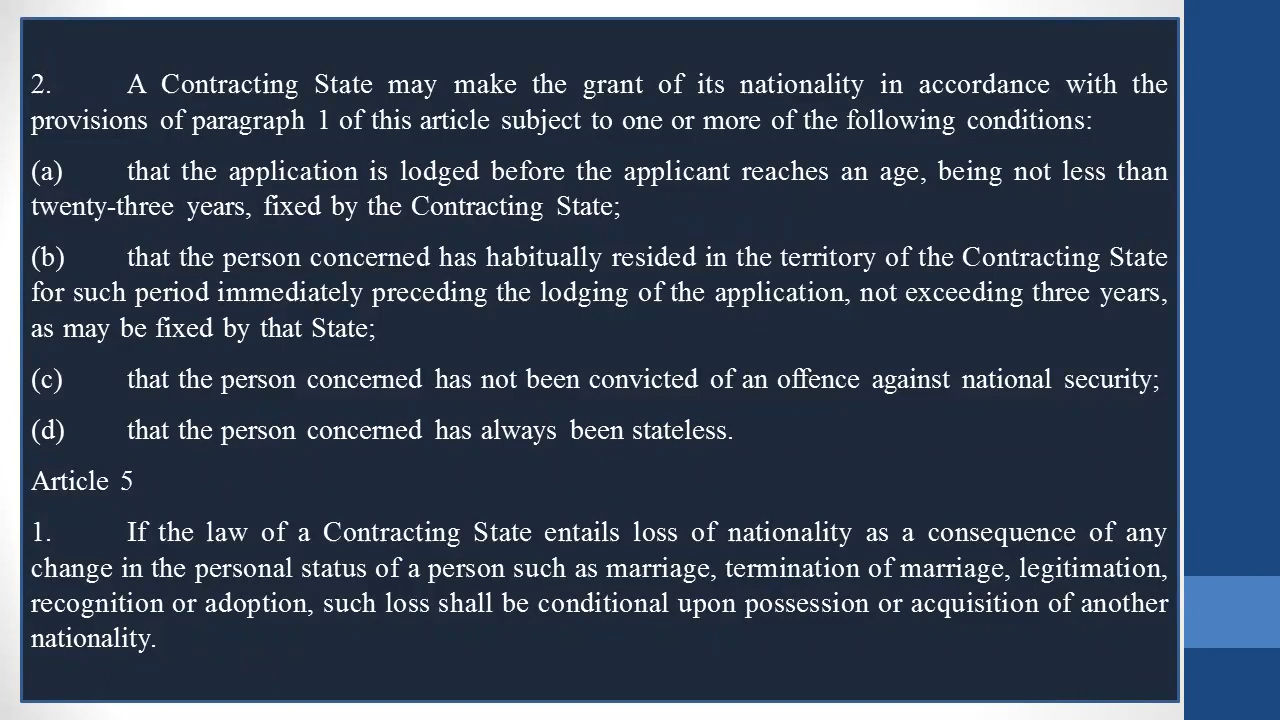 2. A Contracting State may make the grant of its nationality in accordance with the
provisions of paragraph 1 of this article subject to one or more of the following conditions:
(a) that the application is lodged before the applicant reaches an age, being not less than
twenty-three years, fixed by the Contracting State;
(b) that the person concerned has habitually resided in the territory of the Contracting State
for such period immediately preceding the lodging of the application, not exceeding three years,
as may be fixed by that State;
(c) that the person concerned has not been convicted of an offence against national security;
(d) that the person concerned has always been stateless.
Article 5
1. If the law of a Contracting State entails loss of nationality as a consequence of any
change in the personal status of a person such as marriage, termination of marriage, legitimation,
recognition or adoption, such loss shall be conditional upon possession or acquisition of another
nationality.